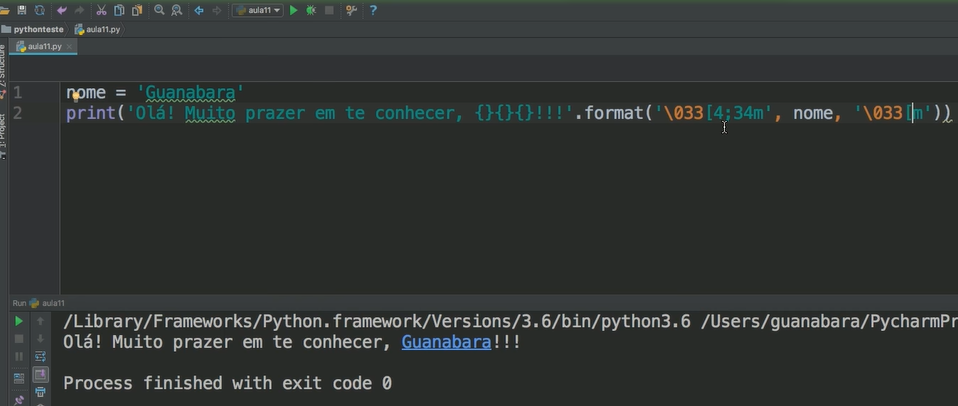 aula11
pythonteste aula11.py
aula11.py
Z: Structure
1: Project
1 nome = 'Guanabara'
2 print('Olá! Muito prazer em te conhecer, {}{}{}!!!'.format('\033[4;34m', nome, '\033[m'))
Run aula11
/Library/Frameworks/Python.framework/Versions/3.6/bin/python3.6 /Users/guanabara/PycharmPr
Olá! Muito prazer em te conhecer, Guanabara!!!
Process finished with exit code 0